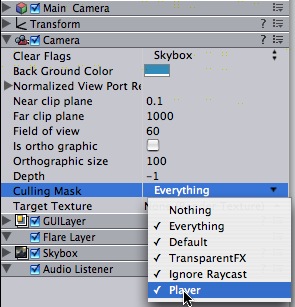 Main Camera
Transform
Camera
Clear Flags Skybox
Back Ground Color
Normalized View Port Re
Near clip plane 0.1
Far clip plane 1000
Field of view 60
Is ortho graphic
Orthographic size 100
Depth -1
Culling Mask Everything
Target Texture
Nothing
GUILayer
Everything
Flare Layer
Default
Skybox
TransparentFX
Audio Listener
Ignore Raycast
Player